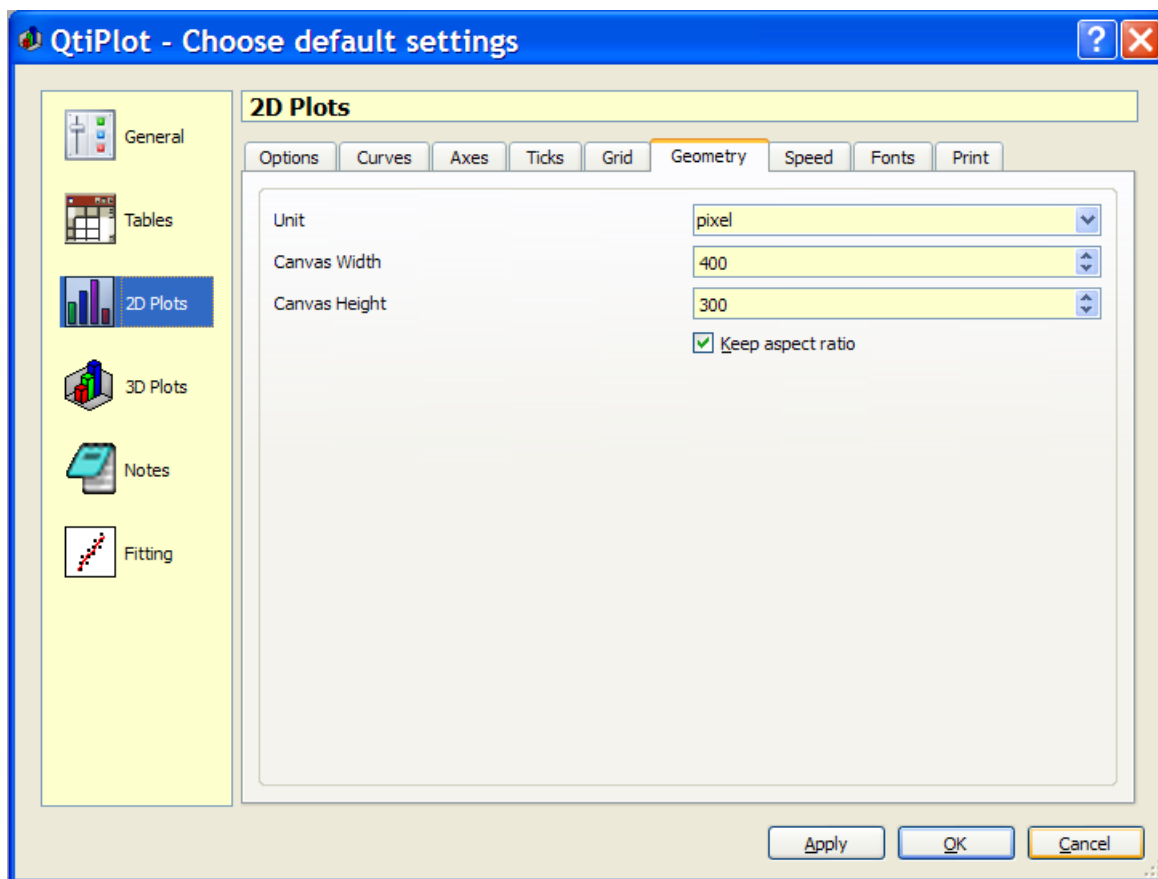 QtiPlot - Choose default settings
General
Tables
2D Plots
3D Plots
Notes
Fitting
2D Plots
Options Curves Axes Ticks Grid Geometry Speed Fonts Print
Unit pixel
Canvas Width 400
Canvas Height 300
Keep aspect ratio
Apply OK Cancel